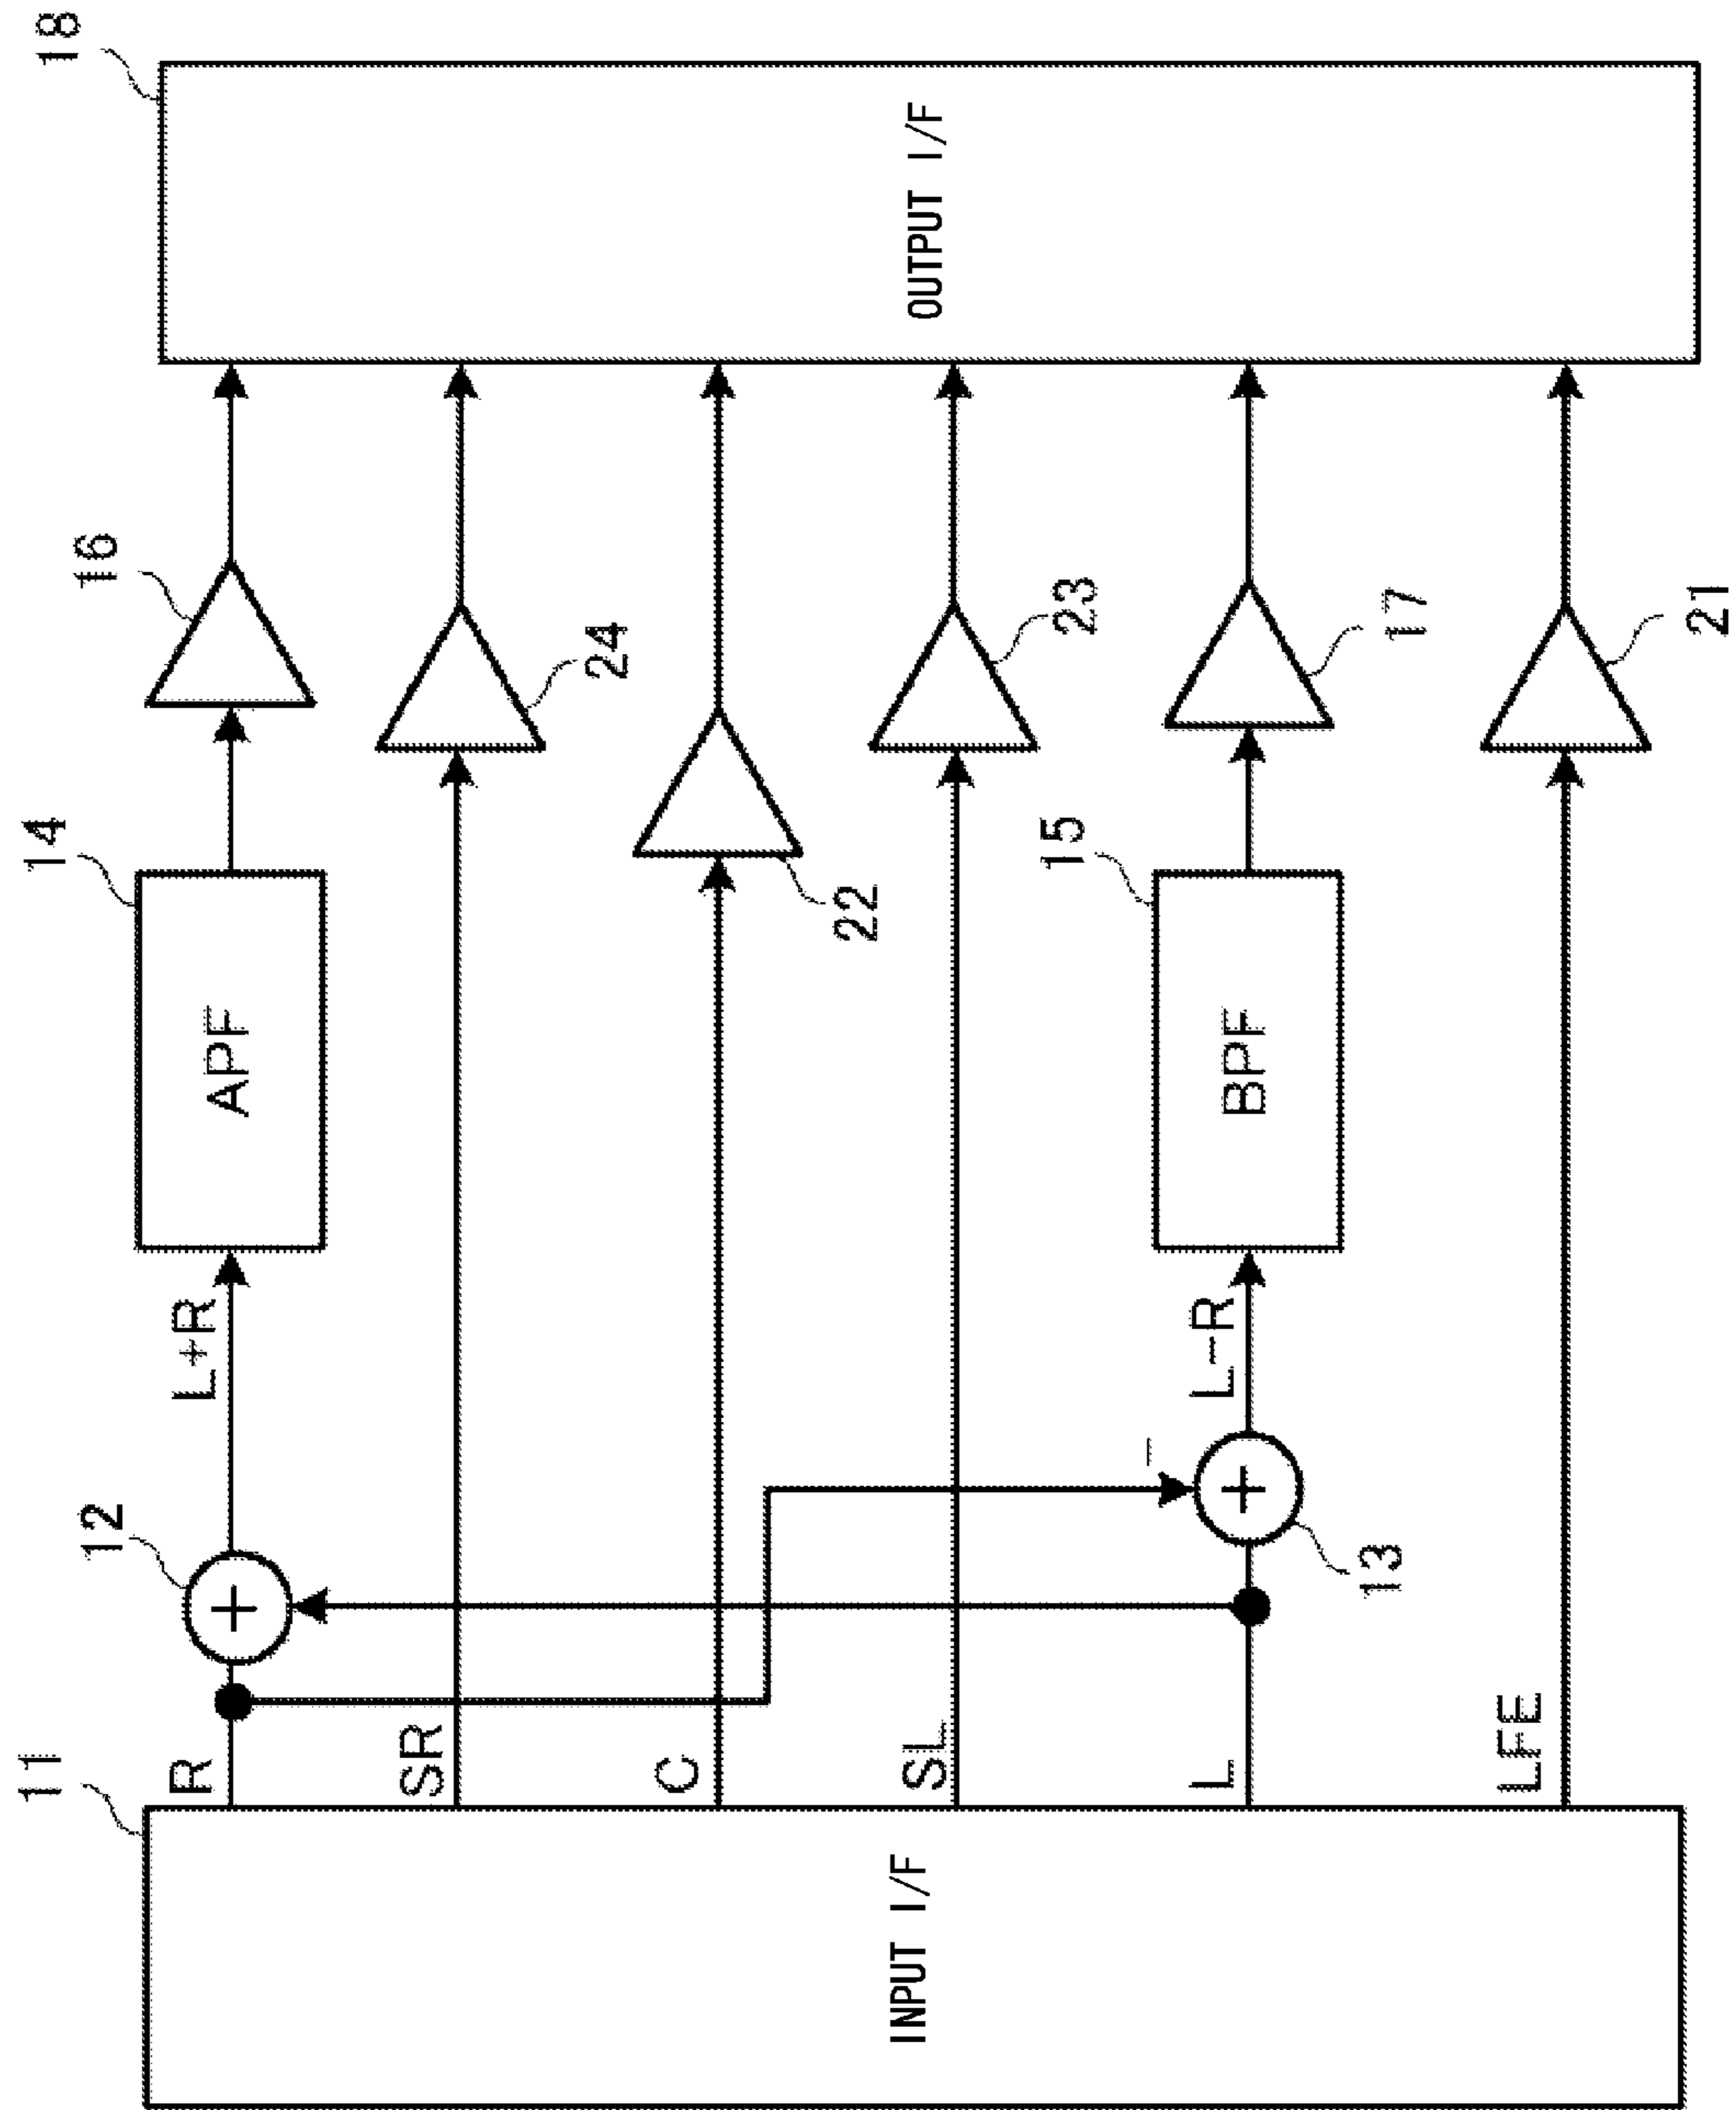 11
INPUT I/F
R
SR
C
SL
L
LFE
12
+
L+R
14
APF
16
-
+
13
L-R
15
BPF
17
24
22
23
21
18
OUTPUT I/F